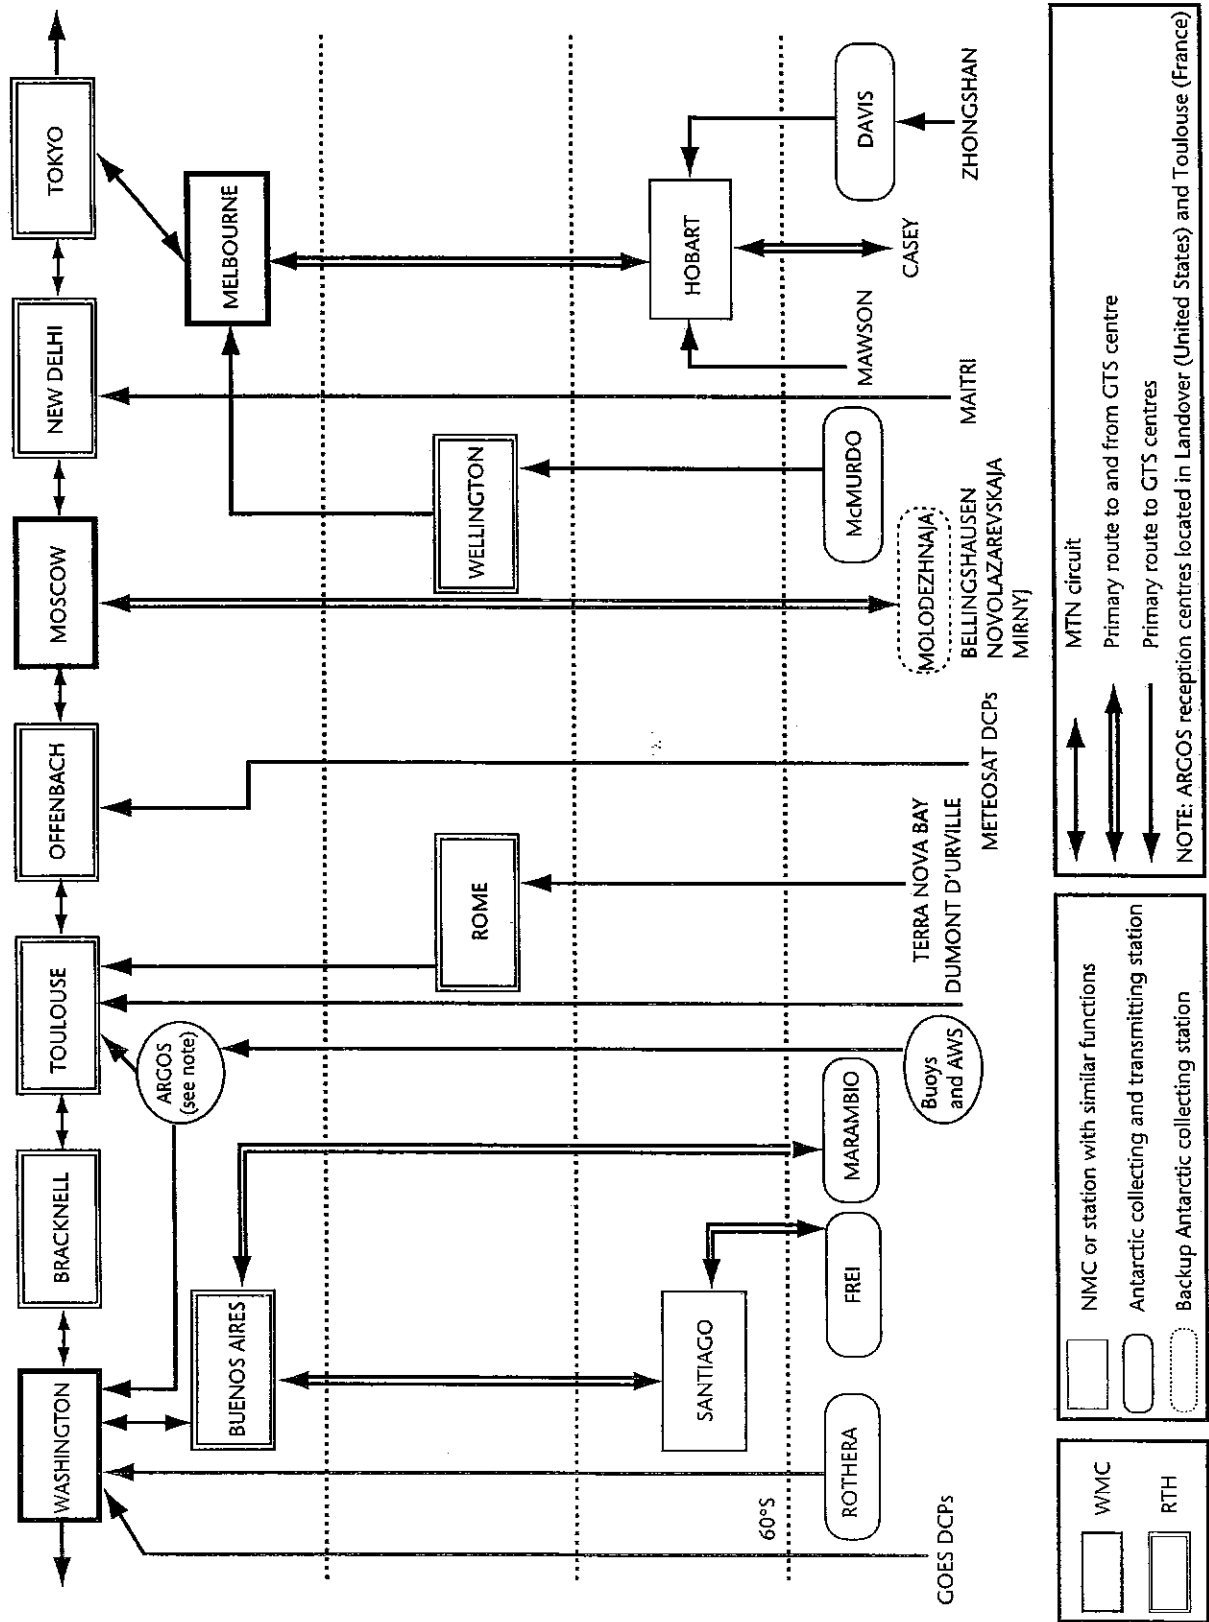 WASHINGTON
BRACKNELL
TOULOUSE
OFFENBACH
MOSCOW
NEW DELHI
TOKYO
ARGOS
(see note)
BUENOS AIRES
MELBOURNE
ROME
WELLINGTON
SANTIAGO
HOBART
60°S
ROTHERA
FREI
MARAMBIO
Buoys
and AWS
McMURDO
MAWSON
CASEY
DAVIS
MOLODEZHNAJA
GOES DCPs
TERRA NOVA BAY
DUMONT D'URVILLE
METEOSAT DCPs
BELLINGSHAUSEN
NOVOLAZAREVSKAJA
MIRNYJ
MAITRI
ZHONGSHAN
WMC
RTH
NMC or station with similar functions
Antarctic collecting and transmitting station
Backup Antarctic collecting station
MTN circuit
Primary route to and from GTS centre
Primary route to GTS centres
NOTE: ARGOS reception centres located in Landover (United States) and Toulouse (France)